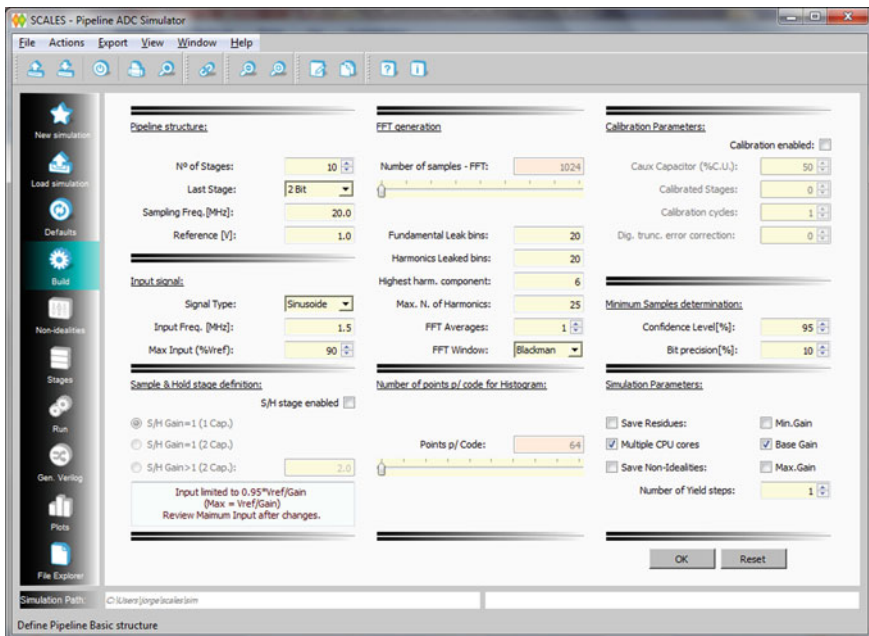 SCALES - Pipeline ADC Simulator
File Actions Export View Window Help
New simulation
Load simulation
Defaults
Build
Non-idealities
Stages
Run
Gen. Verilog
Plots
File Explorer
Pipeline structure:
Nº of Stages: 10
Last Stage: 2 Bit
Sampling Freq.[MHz]: 20.0
Reference [V]: 1.0
Input signal:
Signal Type: Sinusoide
Input Freq. [MHz]: 1.5
Max Input (%Vref): 90
Sample & Hold stage definition:
S/H stage enabled
S/H Gain=1 (1 Cap.)
S/H Gain=1 (2 Cap.)
S/H Gain>1 (2 Cap.): 2.0
Input limited to 0.95*Vref/Gain
(Max = Vref/Gain)
Review Maimum Input after changes.
FFT generation
Number of samples - FFT: 1024
Fundamental Leak bins: 20
Harmonics Leaked bins: 20
Highest harm. component: 6
Max. N. of Harmonics: 25
FFT Averages: 1
FFT Window: Blackman
Number of points p/ code for Histogram:
Points p/ Code: 64
Calibration Parameters:
Calibration enabled:
Caux Capacitor (%C.U.): 50
Calibrated Stages: 0
Calibration cycles: 1
Dig. trunc. error correction: 0
Minimum Samples determination:
Confidence Level[%]: 95
Bit precision[%]: 10
Simulation Parameters:
Save Residues: Min.Gain
Multiple CPU cores Base Gain
Save Non-Idealities: Max.Gain
Number of Yield steps: 1
OK Reset
Simulation Path: C:\Users\jorge\scales\sim
Define Pipeline Basic structure